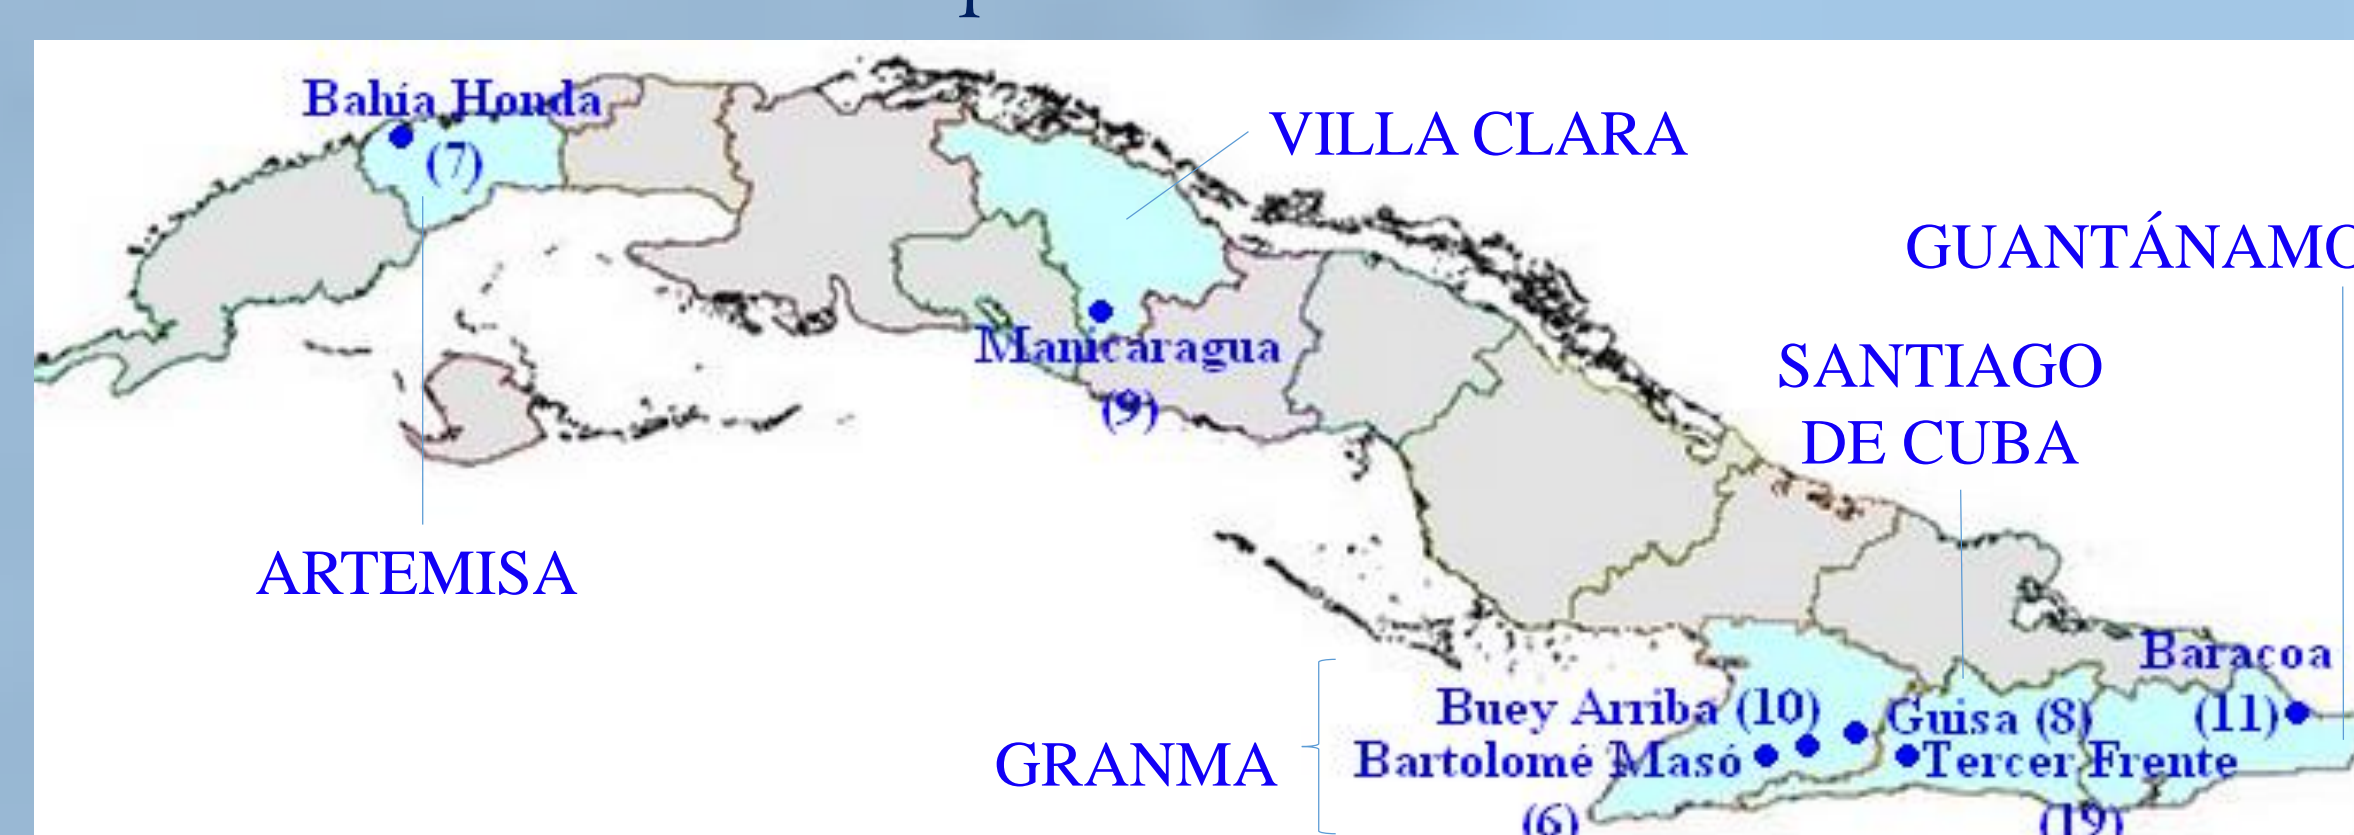 Bahía Honda
(7)
VILLA CLARA
GUANTÁNAMO
Manicaragua
(9)
SANTIAGO
DE CUBA
ARTEMISA
Baracoa
(11)
Buey Arriba (10)
Guisa (8)
GRANMA
Bartolomé Masó
Tercer Frente
(6)
(19)